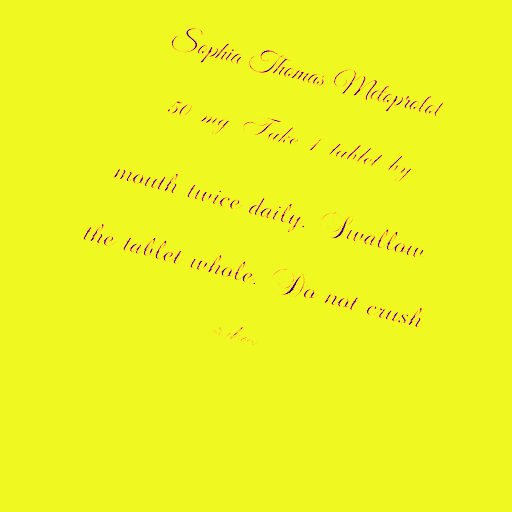 Sophia Thomas Metoprolol
50 mg Take 1 tablet by
mouth twice daily. Swallow
the tablet whole. Do not crush